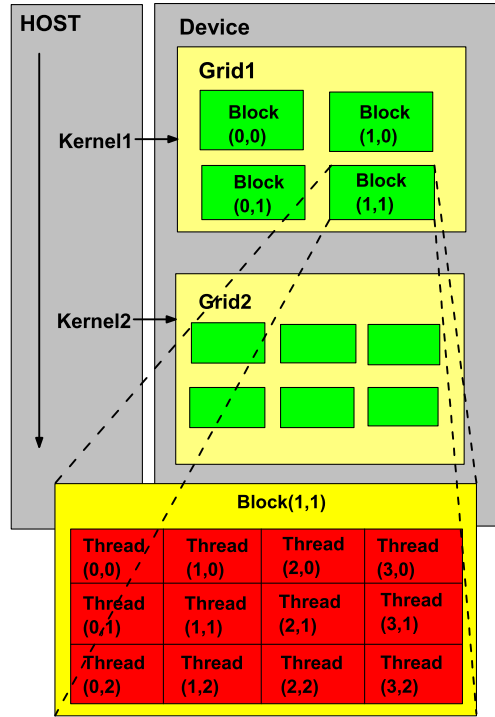 HOST
Device
Grid1
Block
(0,0)
Block
(1,0)
Kernel1
Block
(0,1)
Block
(1,1)
Grid2
Kernel2
Block(1,1)
Thread
(0,0)
Thread
(1,0)
Thread
(2,0)
Thread
(3,0)
Thread
(0,1)
Thread
(1,1)
Thread
(2,1)
Thread
(3,1)
Thread
(0,2)
Thread
(1,2)
Thread
(2,2)
Thread
(3,2)